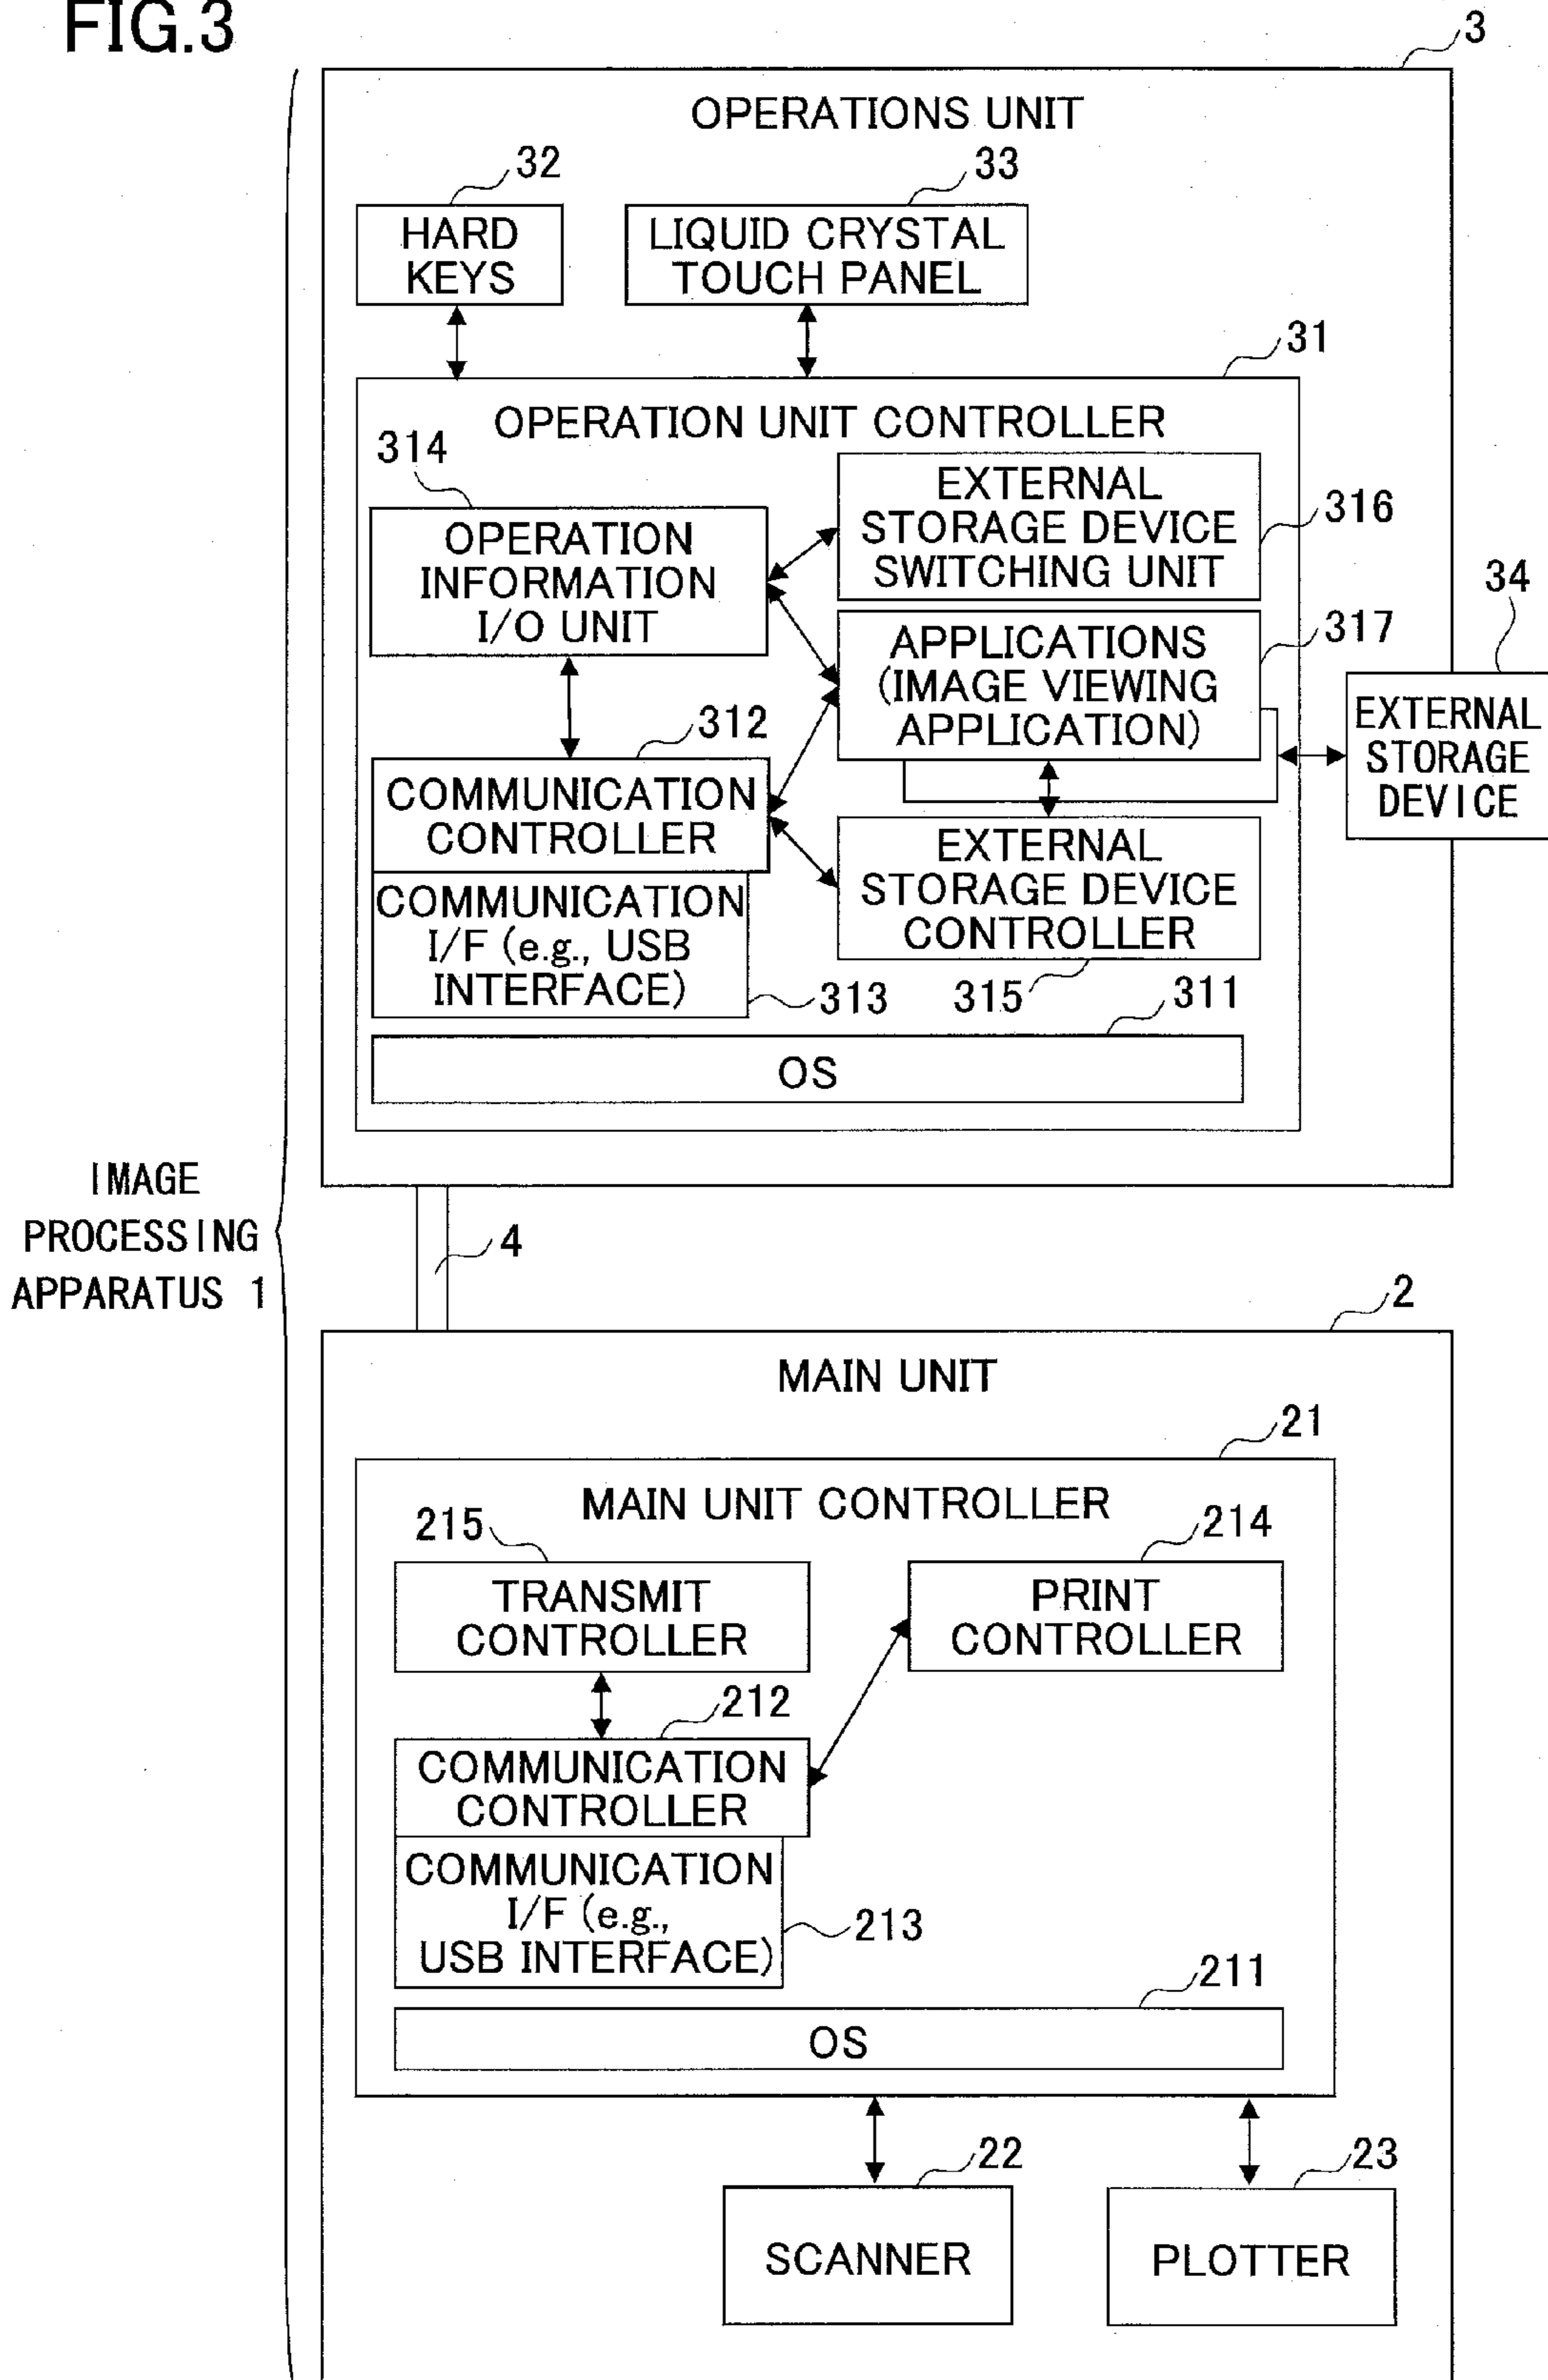 FIG.3
3
OPERATIONS UNIT
32
33
HARD
KEYS
LIQUID CRYSTAL
TOUCH PANEL
31
OPERATION UNIT CONTROLLER
314
OPERATION
INFORMATION
I/O UNIT
EXTERNAL
STORAGE DEVICE
SWITCHING UNIT
316
APPLICATIONS
(IMAGE VIEWING
APPLICATION)
317
34
EXTERNAL
STORAGE
DEVICE
312
COMMUNICATION
CONTROLLER
COMMUNICATION
I/F (e.g., USB
INTERFACE)
313
EXTERNAL
STORAGE DEVICE
CONTROLLER
315
311
OS
IMAGE
PROCESSING
APPARATUS 1
4
2
MAIN UNIT
21
MAIN UNIT CONTROLLER
215
214
TRANSMIT
CONTROLLER
PRINT
CONTROLLER
212
COMMUNICATION
CONTROLLER
COMMUNICATION
I/F (e.g.,
USB INTERFACE)
213
211
OS
22
23
SCANNER
PLOTTER